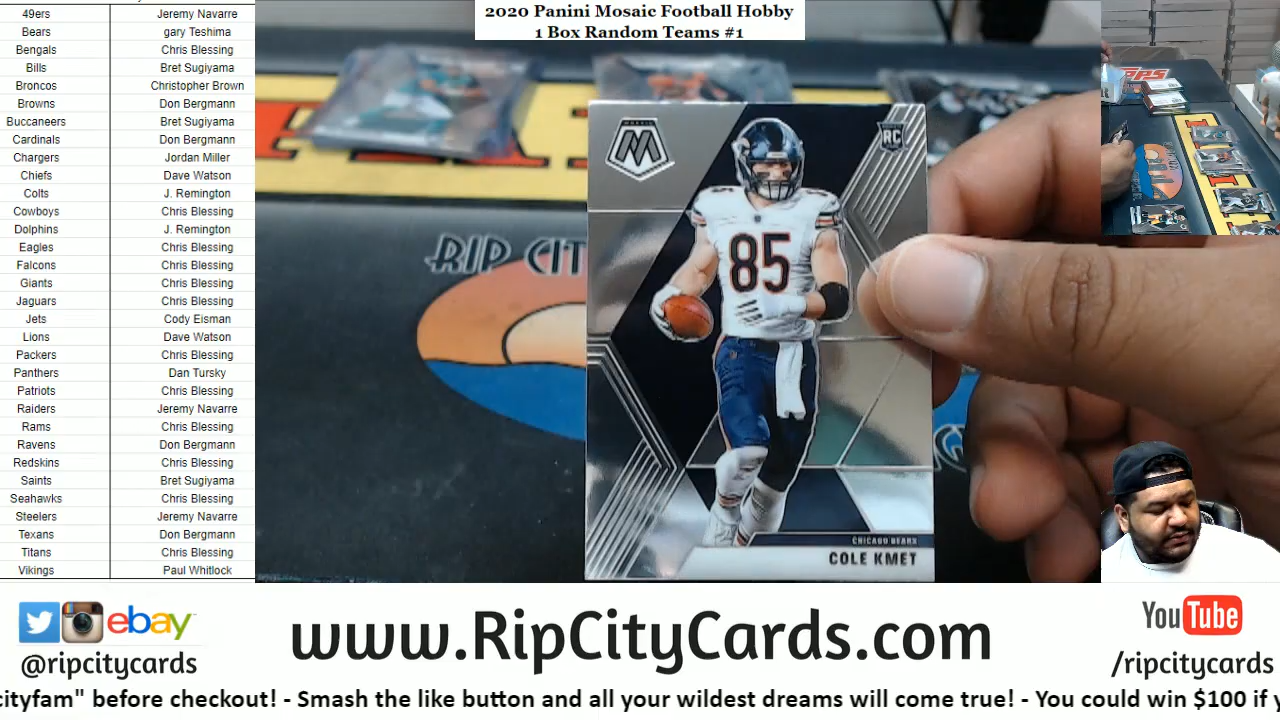 2020 Panini Mosaic Football Hobby
1 Box Random Teams #1
49ers Jeremy Navarre
Bears gary Teshima
Bengals Chris Blessing
Bills Bret Sugiyama
Broncos Christopher Brown
Browns Don Bergmann
Buccaneers Bret Sugiyama
Cardinals Don Bergmann
Chargers Jordan Miller
Chiefs Dave Watson
Colts J. Remington
Cowboys Chris Blessing
Dolphins J. Remington
Eagles Chris Blessing
Falcons Chris Blessing
Giants Chris Blessing
Jaguars Chris Blessing
Jets Cody Eisman
Lions Dave Watson
Packers Chris Blessing
Panthers Dan Tursky
Patriots Chris Blessing
Raiders Jeremy Navarre
Rams Chris Blessing
Ravens Don Bergmann
Redskins Chris Blessing
Saints Bret Sugiyama
Seahawks Chris Blessing
Steelers Jeremy Navarre
Texans Don Bergmann
Titans Chris Blessing
Vikings Paul Whitlock
RIP CIT
MOSAIC
M
RC
85
CHICAGO BEARS
COLE KMET
ebay
@ripcitycards
www.RipCityCards.com
YouTube
/ripcitycards
cityfam" before checkout! - Smash the like button and all your wildest dreams will come true! - You could win $100 if y